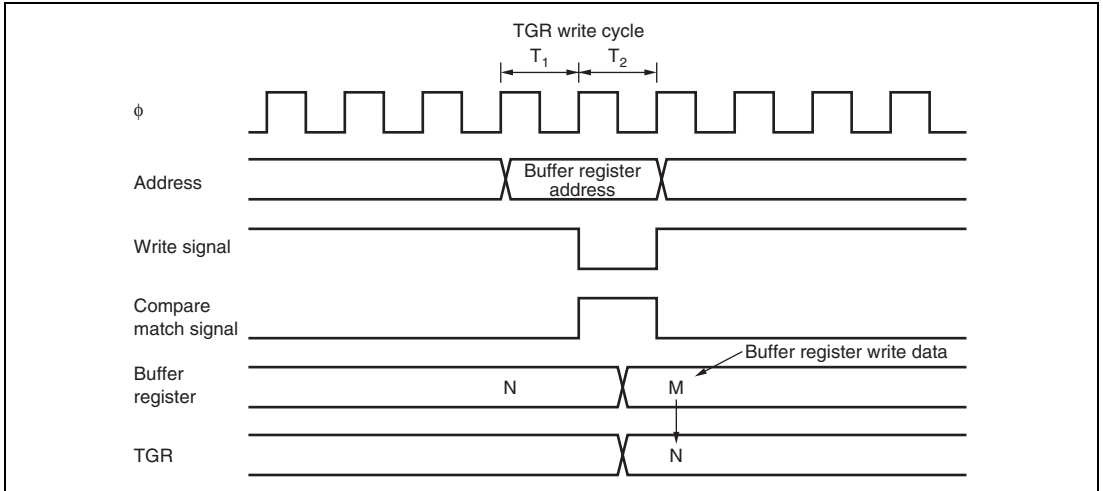 TGR write cycle
T1 T2
ϕ
Address
Buffer register
address
Write signal
Compare
match signal
Buffer register write data
Buffer
register
N
M
TGR
N